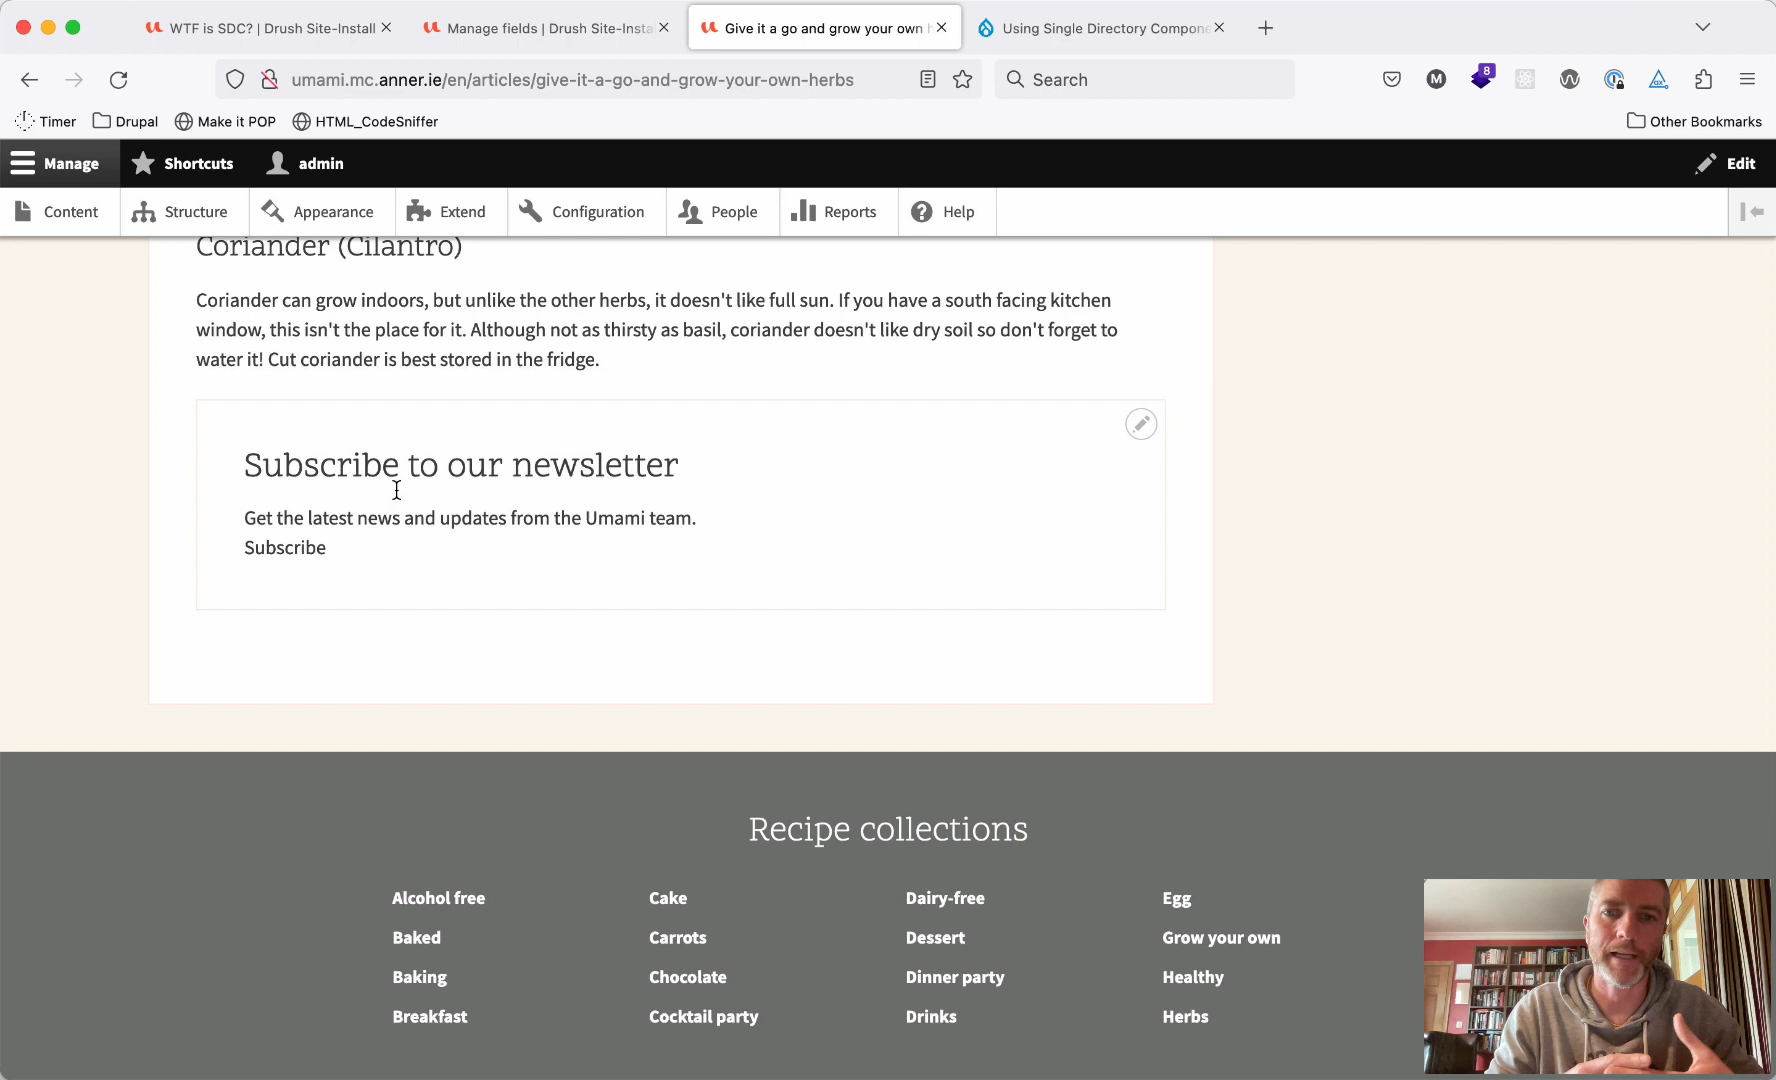 WTF is SDC? | Drush Site-Install
Manage fields | Drush Site-Insta
Give it a go and grow your own h
Using Single Directory Compone
umami.mc.anner.ie/en/articles/give-it-a-go-and-grow-your-own-herbs
Search
M
8
Timer
Drupal
Make it POP
HTML_CodeSniffer
Other Bookmarks
Manage
Shortcuts
admin
Edit
Content
Structure
Appearance
Extend
Configuration
People
Reports
Help
Coriander (Cilantro)
Coriander can grow indoors, but unlike the other herbs, it doesn't like full sun. If you have a south facing kitchen
window, this isn't the place for it. Although not as thirsty as basil, coriander doesn't like dry soil so don't forget to
water it! Cut coriander is best stored in the fridge.
Subscribe to our newsletter
Get the latest news and updates from the Umami team.
Subscribe
Recipe collections
Alcohol free
Cake
Dairy-free
Egg
Baked
Carrots
Dessert
Grow your own
Baking
Chocolate
Dinner party
Healthy
Breakfast
Cocktail party
Drinks
Herbs